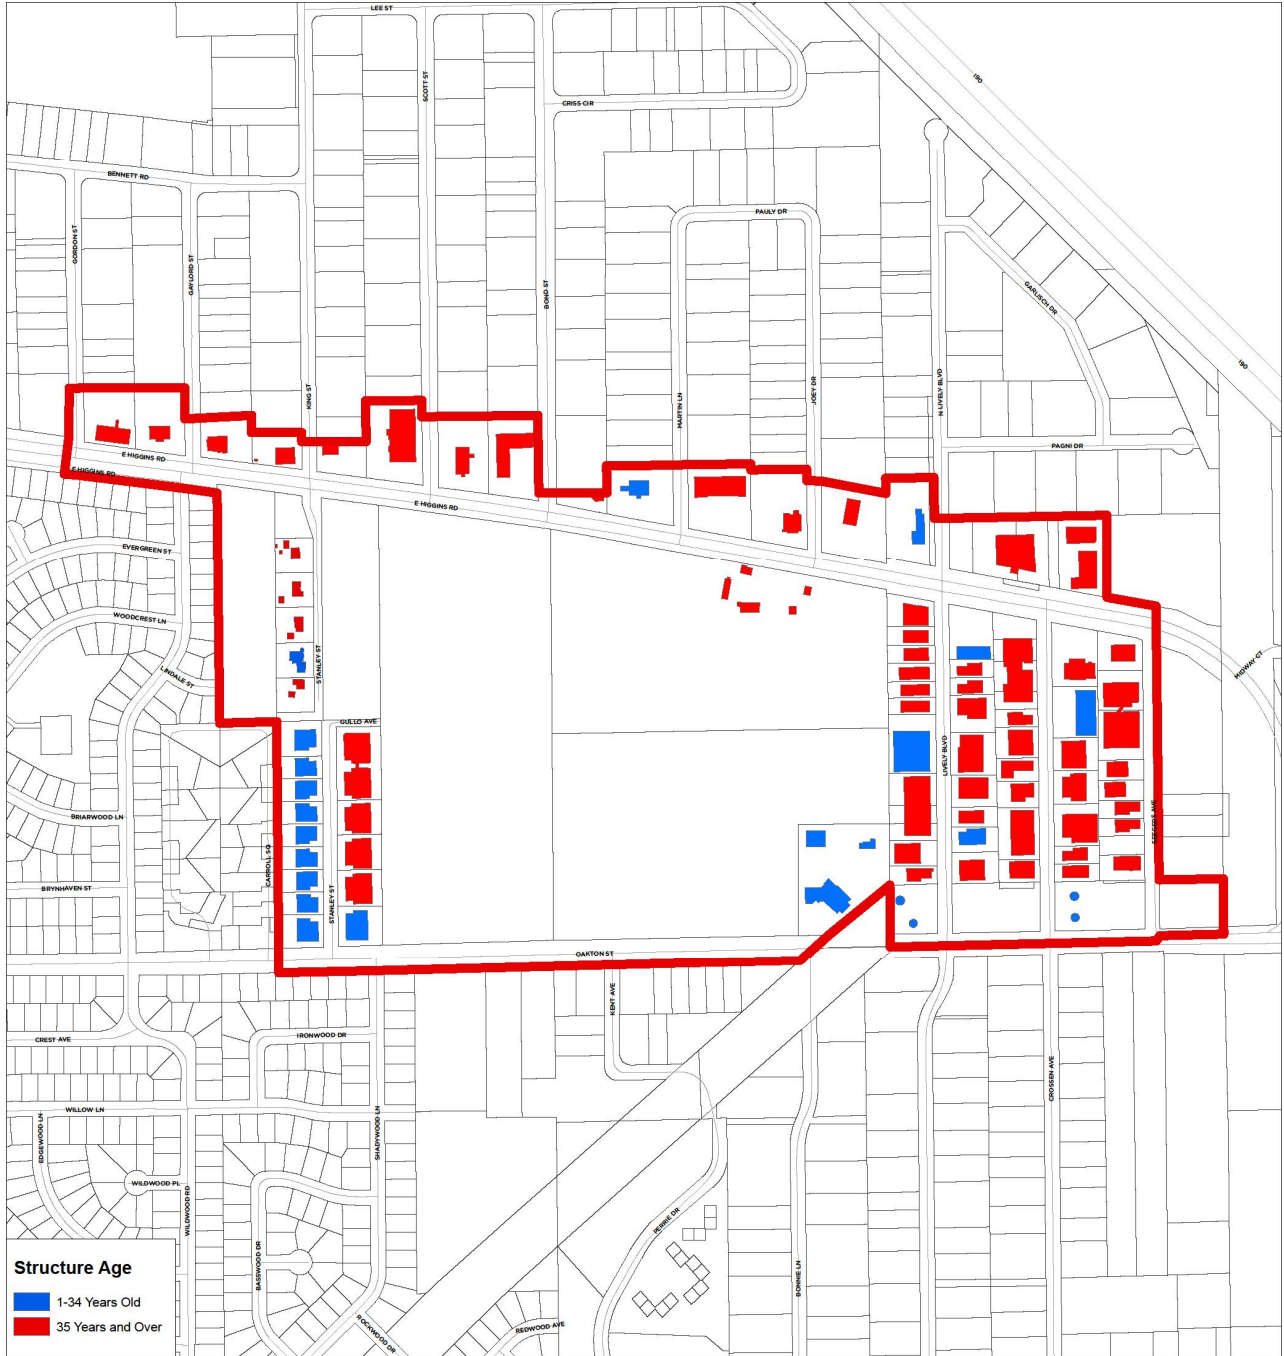 LEE ST
SCOTT ST
CRISS CIR
I90
BENNETT RD
GORDON ST
GAYLORD ST
PAULY DR
BOND ST
GARLISCH DR
I90
KING ST
MARTIN LN
JOEY DR
N LIVELY BLVD
PAGNI DR
E HIGGINS RD
E HIGGINS RD
E HIGGINS RD
EVERGREEN ST
WOODCREST LN
LINDALE ST
STANLEY ST
MIDWAY CT
GULLO AVE
LIVELY BLVD
BRIARWOOD LN
SEEGERS AVE
CARROLL SQ
BRYNHAVEN ST
STANLEY ST
OAKTON ST
KENT AVE
CREST AVE
IRONWOOD DR
CROSSEN AVE
WILLOW LN
EDGEWOOD LN
SHADYWOOD LN
WILDWOOD PL
WILDWOOD RD
PERRIE DR
BASSWOOD DR
BONNIE LN
ROCKWOOD DR
REDWOOD AVE
Structure Age
1-34 Years Old
35 Years and Over